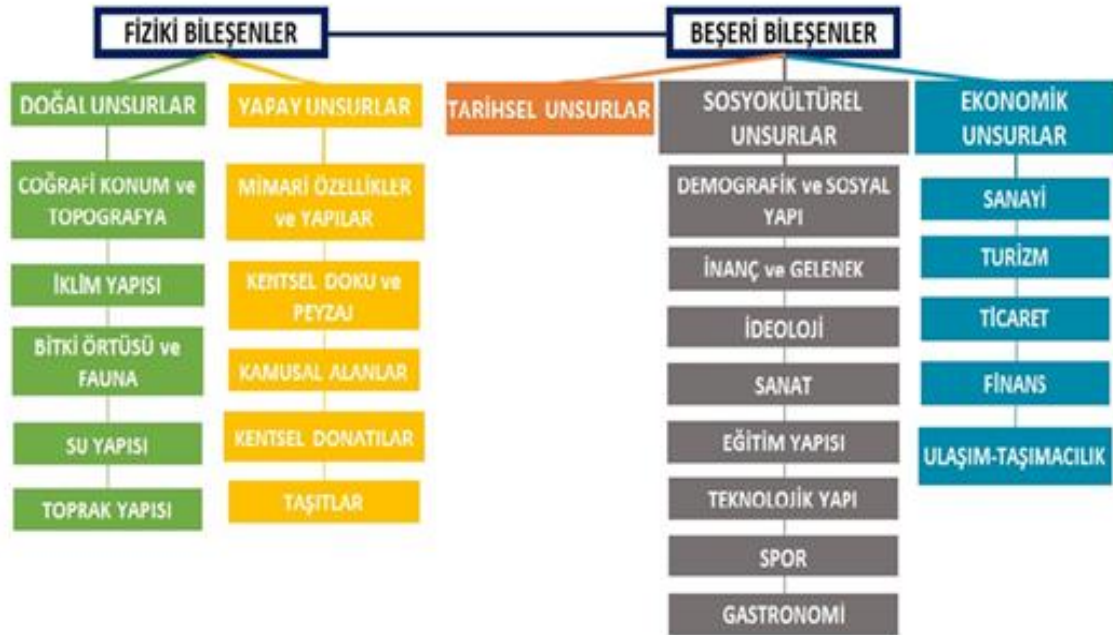 FİZİKİ BİLEŞENLER
BEŞERİ BİLEŞENLER
DOĞAL UNSURLAR
COĞRAFİ KONUM ve
TOPOGRAFYA
İKLİM YAPISI
BİTKİ ÖRTÜSÜ ve
FAUNA
SU YAPISI
TOPRAK YAPISI
YAPAY UNSURLAR
MİMARİ ÖZELLİKLER
ve YAPILAR
KENTSEL DOKU ve
PEYZAJ
KAMUSAL ALANLAR
KENTSEL DONATILAR
TAŞITLAR
TARİHSEL UNSURLAR
SOSYOKÜLTÜREL
UNSURLAR
DEMOGRAFİK ve SOSYAL
YAPI
İNANÇ ve GELENEK
İDEOLOJİ
SANAT
EĞİTİM YAPISI
TEKNOLOJİK YAPI
SPOR
GASTRONOMİ
EKONOMİK
UNSURLAR
SANAYİ
TURİZM
TİCARET
FİNANS
ULAŞIM-TAŞIMACILIK